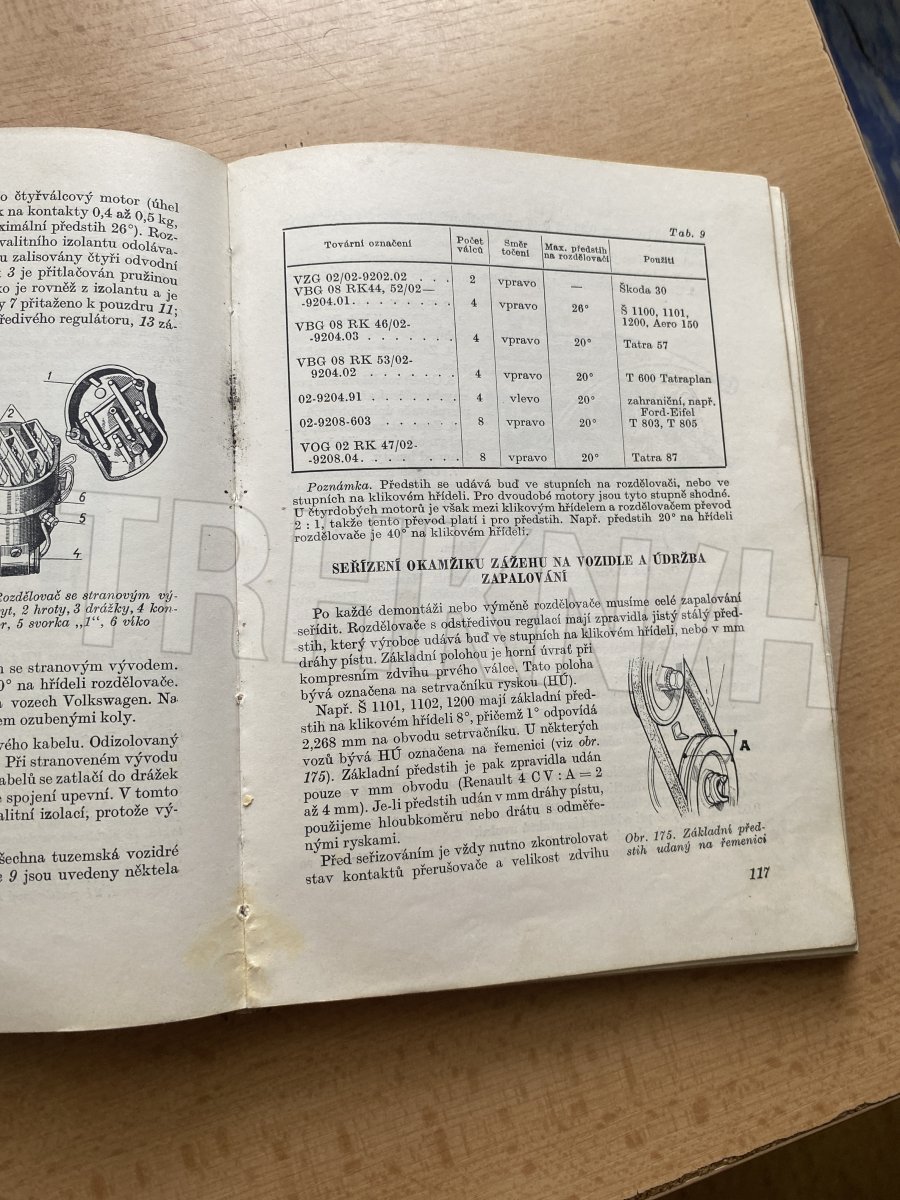 o čtyřválcový motor (úhel
k na kontakty 0,4 až 0,5 kg,
ximální předstih 26°). Roz-
valitního izolantu odoláva-
u zalisovány čtyři odvodní
3 je přitlačován pružinou
ko je rovněž z izolantu a je
y 7 přitaženo k pouzdru 11;
ředivého regulátoru, 13 zá-
1
2
6
5
4
Rozdělovač se stranovým vý-
yt, 2 hroty, 3 drážky, 4 kon-
r, 5 svorka „1“, 6 víko
m se stranovým vývodem.
0° na hřídeli rozdělovače.
a vozech Volkswagen. Na
em ozubenými koly.
vého kabelu. Odizolovaný
Při stranovém vývodu
abelů se zatlačí do drážek
e spojení upevní. V tomto
alitní izolací, protože vý-
šechna tuzemská vozidré
e 9 jsou uvedeny něktela
Tab. 9
Tovární označení Počet válců Směr točení Max. předstih na rozdělovači Použití
VZG 02/02-9202.02 . . 2 vpravo — Škoda 30
VBG 08 RK44, 52/02—
-9204.01. . . . . . . . 4 vpravo 26° Š 1100, 1101,
1200, Aero 150
VBG 08 RK 46/02-
-9204.03 . . . . . . . 4 vpravo 20° Tatra 57
VBG 08 RK 53/02-
9204.02 . . . . . . . 4 vpravo 20° T 600 Tatraplan
02-9204.91 . . . . . . . 4 vlevo 20° zahraniční, např.
Ford-Eifel
02-9208-603 . . . . . . 8 vpravo 20° T 803, T 805
VOG 02 RK 47/02-
-9208.04. . . . . . . 8 vpravo 20° Tatra 87
Poznámka. Předstih se udává buď ve stupních na rozdělovači, nebo ve
stupních na klikovém hřídeli. Pro dvoudobé motory jsou tyto stupně shodné.
U čtyrdobých motorů je však mezi klikovým hřídelem a rozdělovačem převod
2 : 1, takže tento převod platí i pro předstih. Např. předstih 20° na hřídeli
rozdělovače je 40° na klikovém hřídeli.
SEŘÍZENÍ OKAMŽIKU ZÁŽEHU NA VOZIDLE A ÚDRŽBA
ZAPALOVÁNÍ
Po každé demontáži nebo výměně rozdělovače musíme celé zapalování
seřídit. Rozdělovače s odstředivou regulací mají zpravidla jistý stálý před-
stih, který výrobce udává buď ve stupních na klikovém hřídeli, nebo v mm
dráhy pístu. Základní polohou je horní úvrať při
kompresním zdvihu prvého válce. Tato poloha
bývá označena na setrvačníku ryskou (HÚ).
Např. Š 1101, 1102, 1200 mají základní před-
stih na klikovém hřídeli 8°, přičemž 1° odpovídá
2,268 mm na obvodu setrvačníku. U některých
vozů bývá HÚ označena na řemenici (viz obr.
175). Základní předstih je pak zpravidla udán
pouze v mm obvodu (Renault 4 CV : A = 2
až 4 mm). Je-li předstih udán v mm dráhy pístu,
použijeme hloubkoměru nebo drátu s odměře-
nými ryskami.
Před seřizováním je vždy nutno zkontrolovat
stav kontaktů přerušovače a velikost zdvihu
A
Obr. 175. Základní před-
stih udaný na řemenici
117
TREKNIH